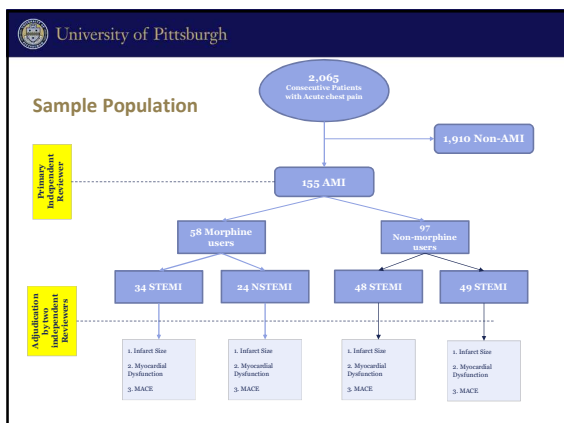 University of Pittsburgh
2,065
Consecutive Patients
with Acute chest pain
Sample Population
1,910 Non-AMI
Primary
Independent
Reviewer
155 AMI
58 Morphine
users
97
Non-morphine
users
34 STEMI
24 NSTEMI
48 STEMI
49 STEMI
Adjudication
by two
independent
Reviewers
1. Infarct Size
2. Myocardial
Dysfunction
3. MACE
1. Infarct Size
2. Myocardial
Dysfunction
3. MACE
1. Infarct Size
2. Myocardial
Dysfunction
3. MACE
1. Infarct Size
2. Myocardial
Dysfunction
3. MACE